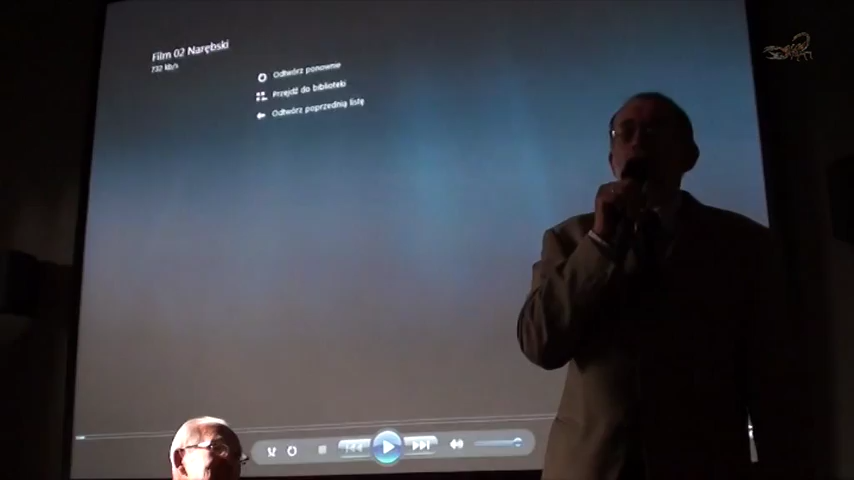 Film 02 Narębski
732 kb/s
Odtwórz ponownie
Przejdź do biblioteki
Odtwórz poprzednią listę